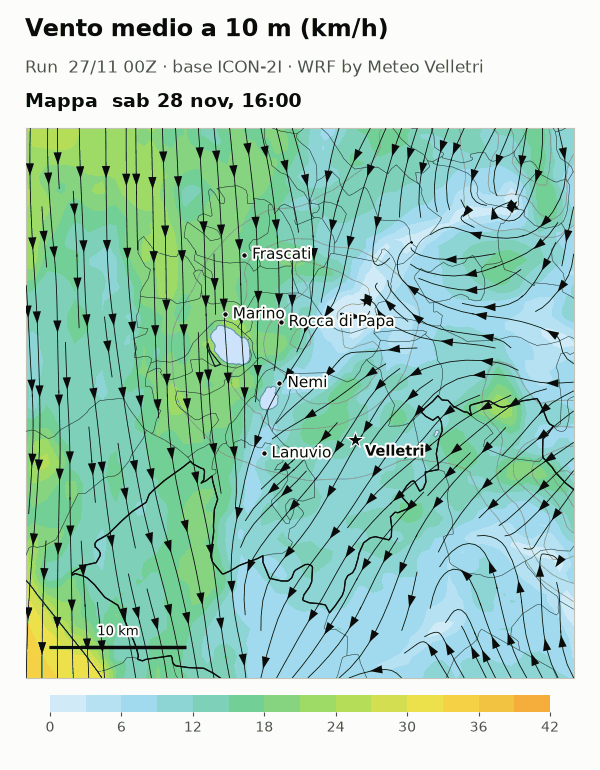 Vento medio a 10 m (km/h)
Run 27/11 00Z · base ICON-2I · WRF by Meteo Velletri
Mappa sab 28 nov, 16:00
Frascati
Marino
Rocca di Papa
Nemi
Lanuvio
Velletri
10 km
0 6 12 18 24 30 36 42